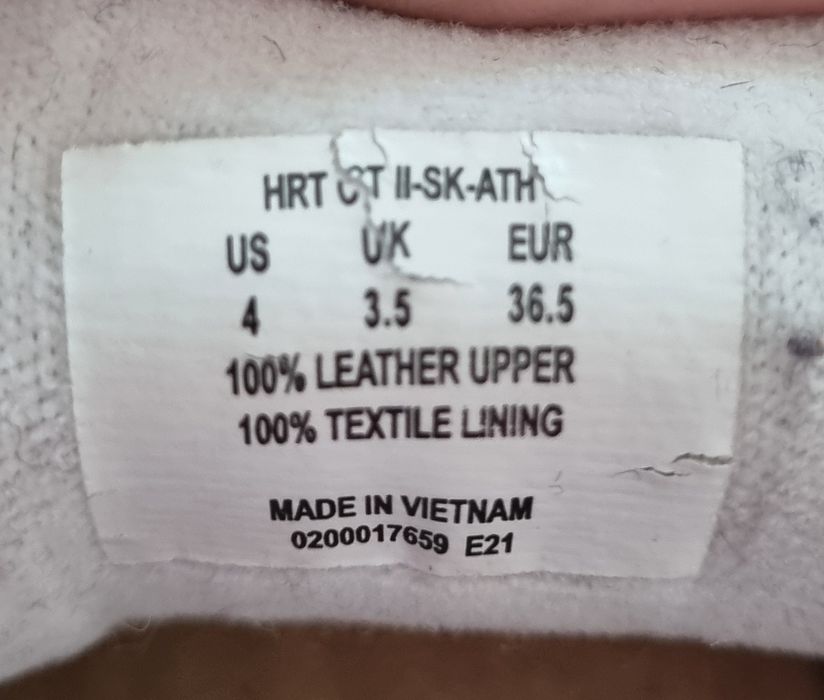 HRT CT II-SK-ATH
US UK EUR
4 3.5 36.5
100% LEATHER UPPER
100% TEXTILE LINING
MADE IN VIETNAM
0200017659 E21